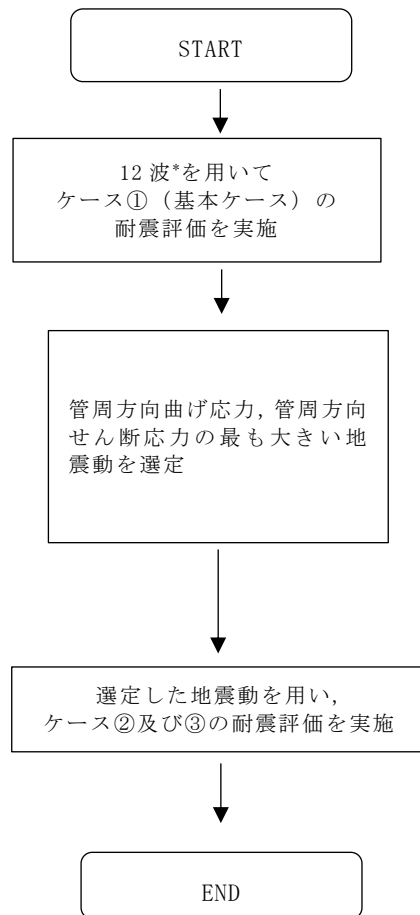 START
12 波*を用いて
ケース①（基本ケース）の
耐震評価を実施
管周方向曲げ応力，管周方向
せん断応力の最も大きい地
震動を選定
選定した地震動を用い，
ケース②及び③の耐震評価を実施
END